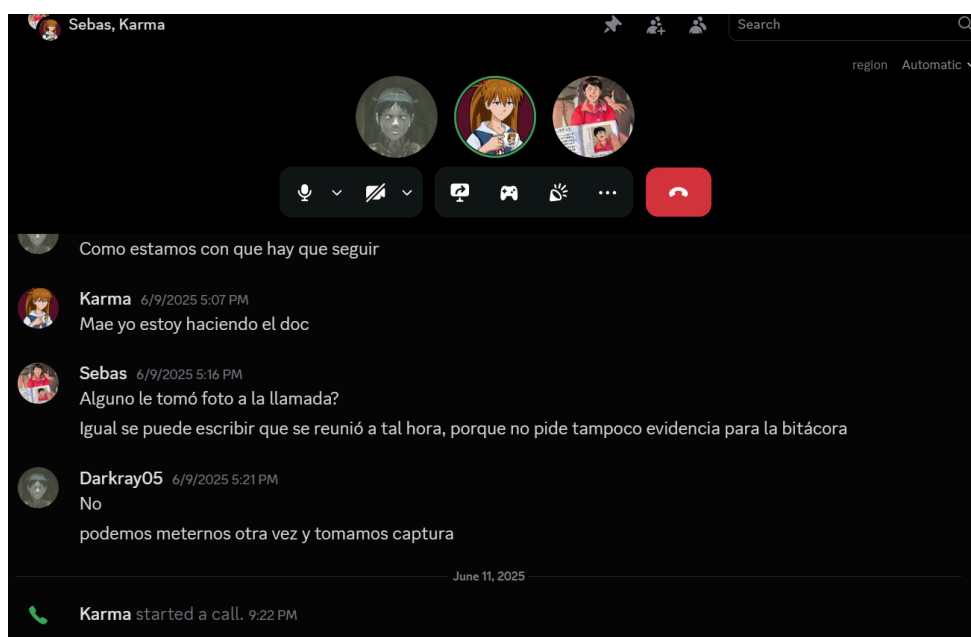 Sebas, Karma
Search
region Automatic
Como estamos con que hay que seguir
Karma 6/9/2025 5:07 PM
Mae yo estoy haciendo el doc
Sebas 6/9/2025 5:16 PM
Alguno le tomó foto a la llamada?
Igual se puede escribir que se reunió a tal hora, porque no pide tampoco evidencia para la bitácora
Darkray05 6/9/2025 5:21 PM
No
podemos meternos otra vez y tomamos captura
June 11, 2025
Karma started a call. 9:22 PM